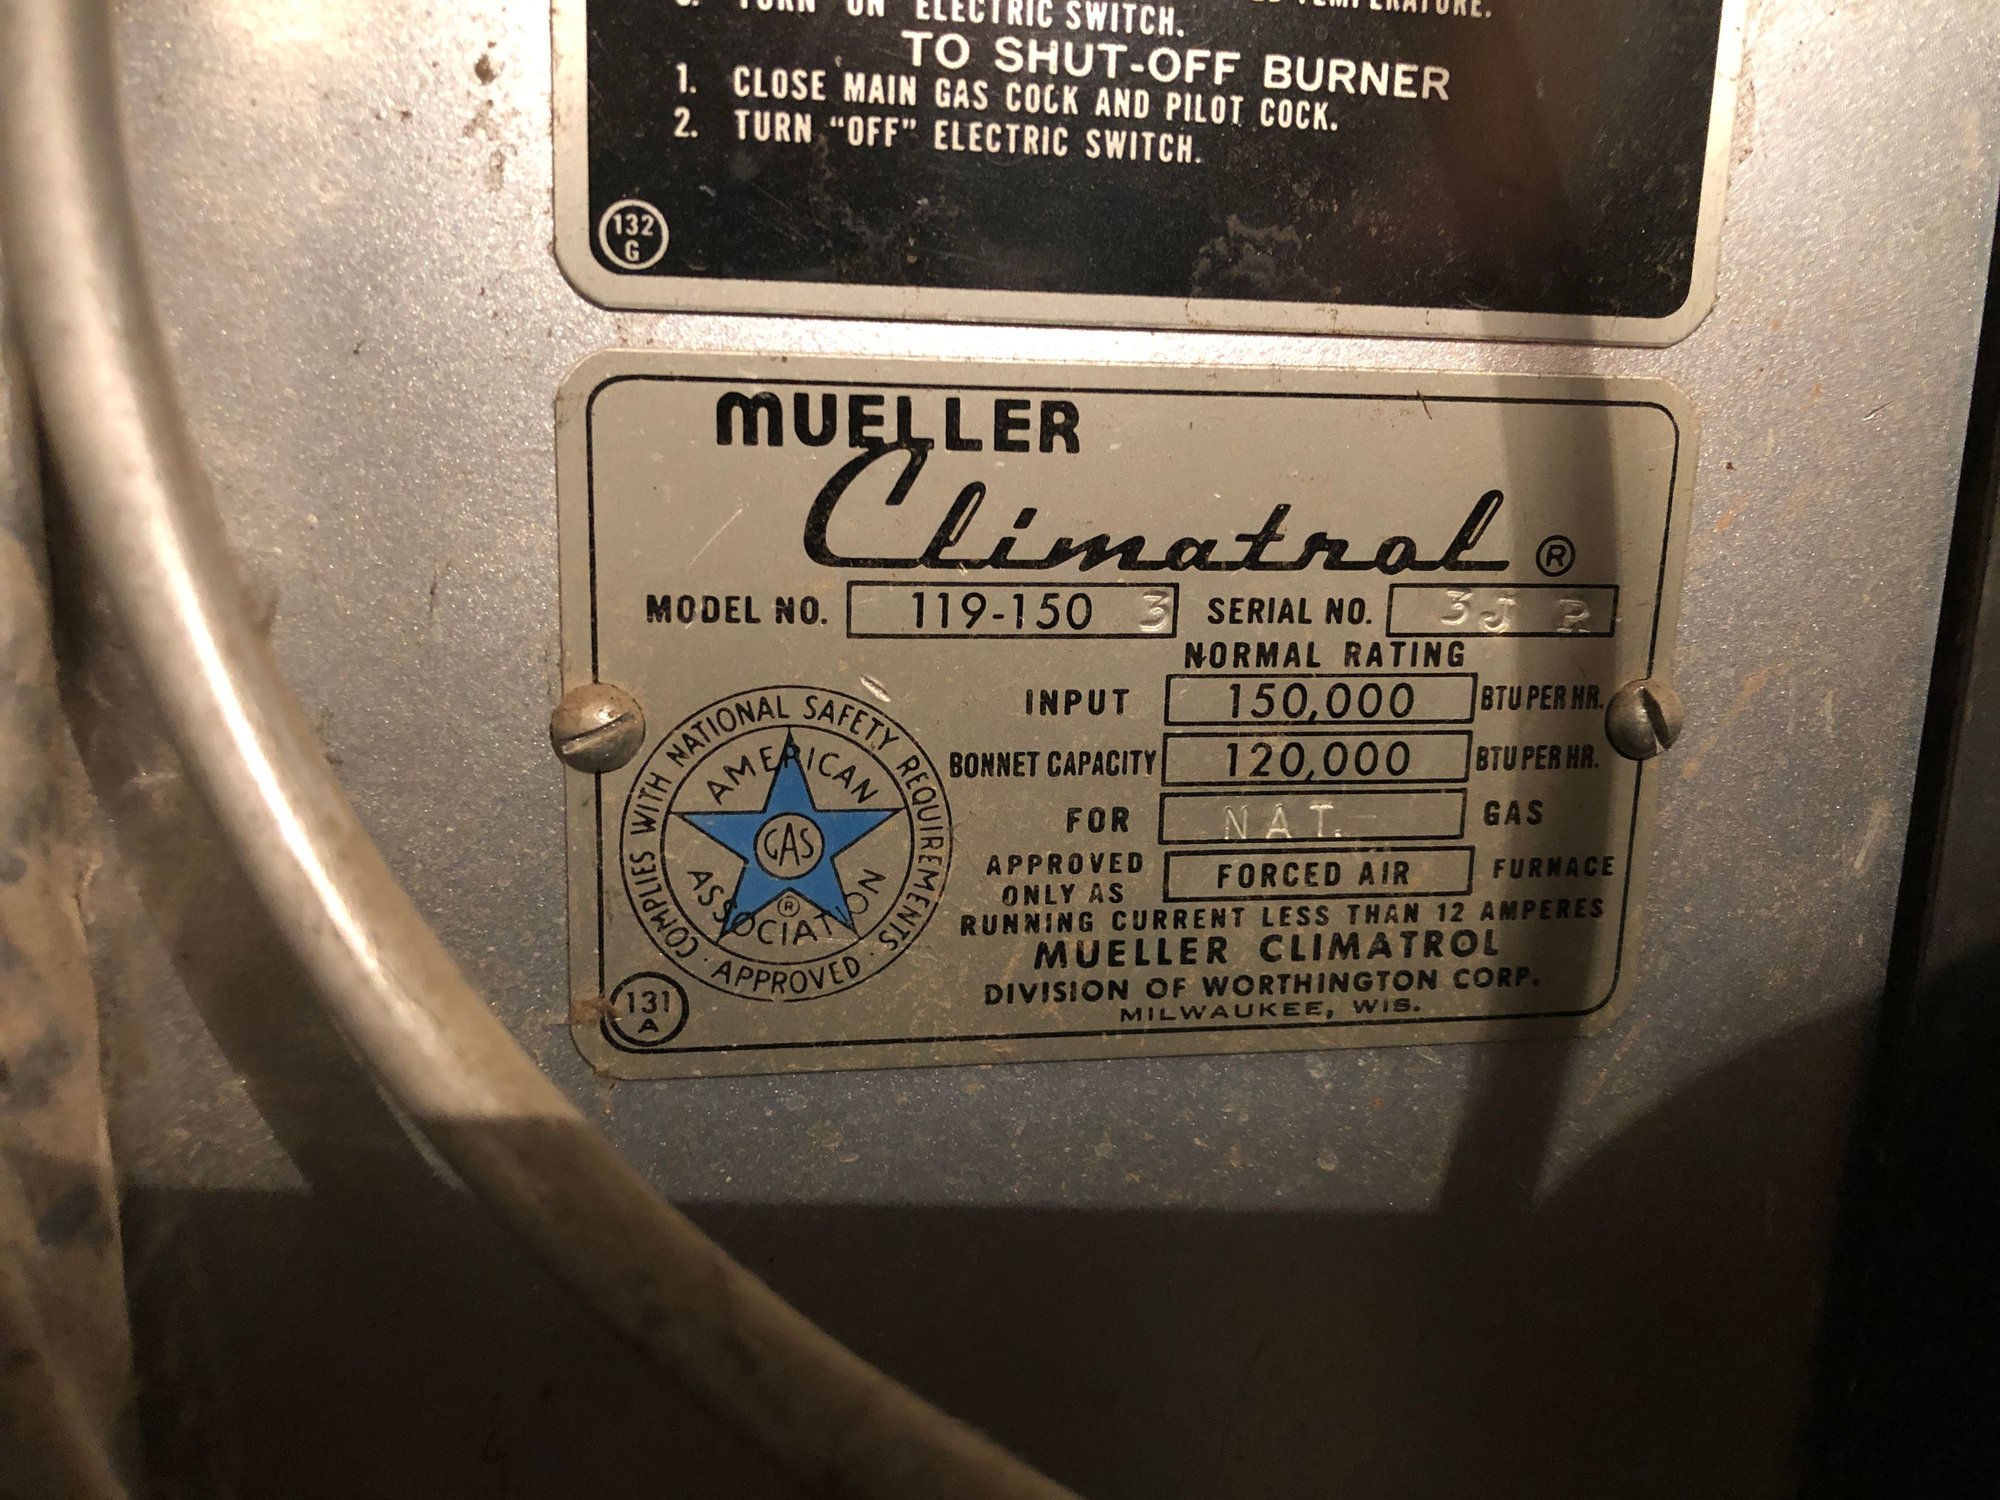 TURN "ON" ELECTRIC SWITCH. TEMPERATURE.
TO SHUT-OFF BURNER
1. CLOSE MAIN GAS COCK AND PILOT COCK.
2. TURN "OFF" ELECTRIC SWITCH.
132
G
MUELLER
Climatrol ®
MODEL NO. 119-150 3 SERIAL NO. 3J R
NORMAL RATING
INPUT 150,000 BTU PER HR.
BONNET CAPACITY 120,000 BTU PER HR.
FOR NAT. GAS
APPROVED
ONLY AS FORCED AIR FURNACE
RUNNING CURRENT LESS THAN 12 AMPERES
MUELLER CLIMATROL
DIVISION OF WORTHINGTON CORP.
MILWAUKEE, WIS.
COMPLIES WITH NATIONAL SAFETY REQUIREMENTS
· APPROVED ·
AMERICAN
GAS
®
ASSOCIATION
131
A